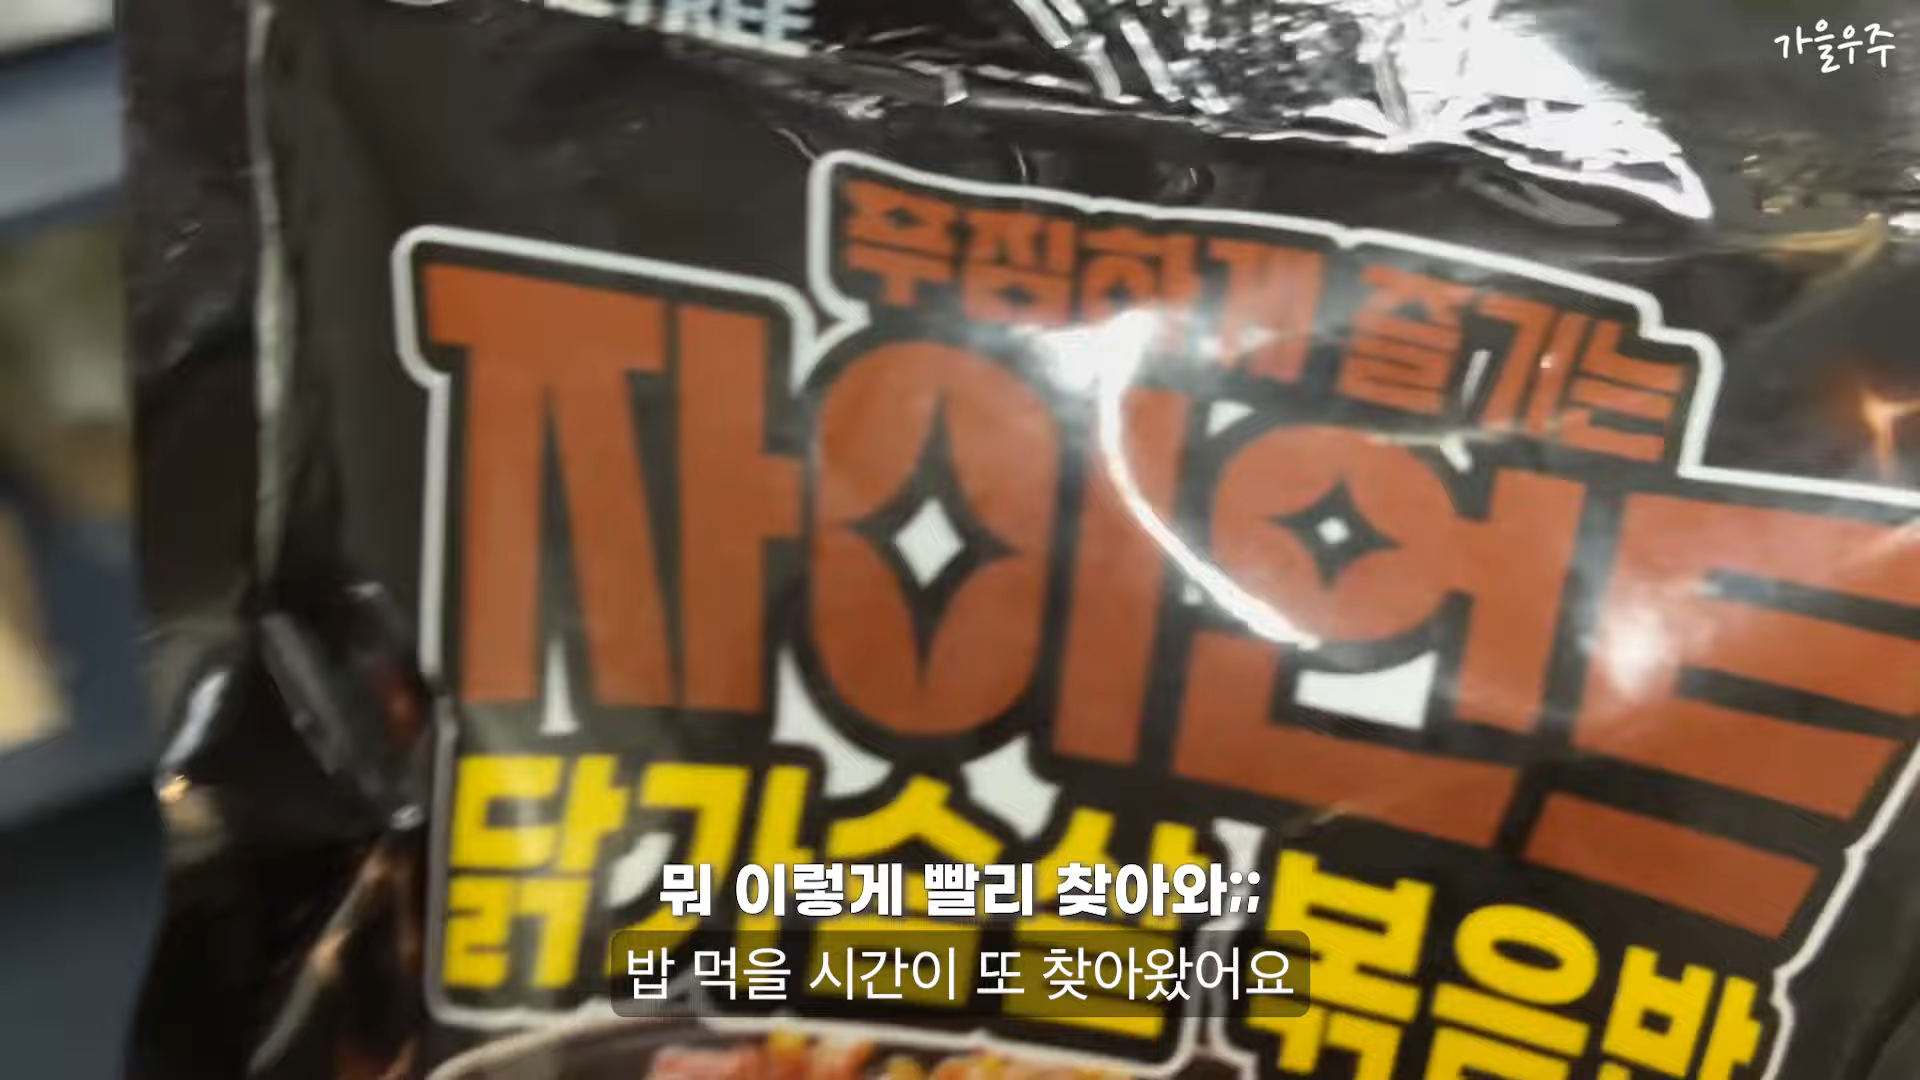 가을우주
무쩝하게 즐기는
자이언트
닭가슴살 볶음밥
뭐 이렇게 빨리 찾아와;;
밥 먹을 시간이 또 찾아왔어요